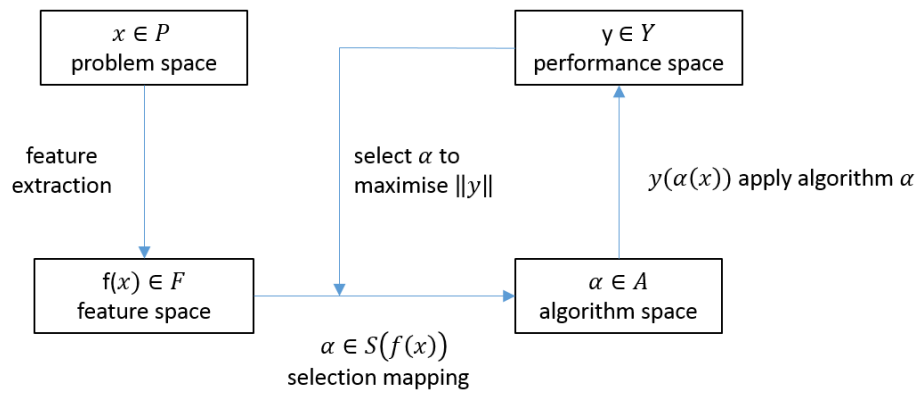 x ∈ P
problem space
y ∈ Y
performance space
feature
extraction
select α to
maximise ‖y‖
y(α(x)) apply algorithm α
f(x) ∈ F
feature space
α ∈ A
algorithm space
α ∈ S(f(x))
selection mapping